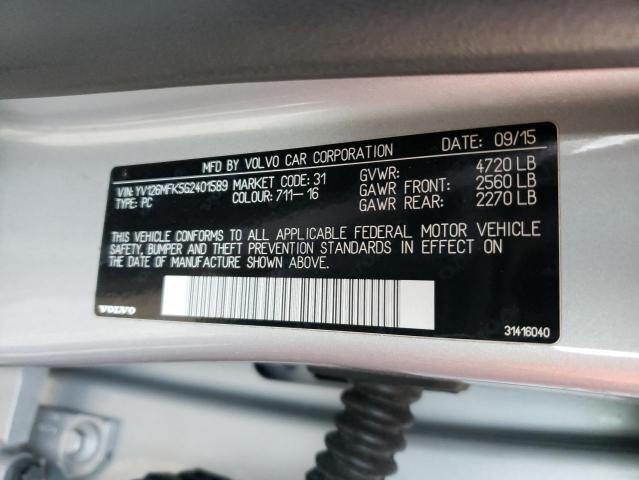 MFD BY VOLVO CAR CORPORATION DATE: 09/15
VIN: YV126MFK5G2401589 MARKET CODE: 31 GVWR: 4720 LB
TYPE: PC COLOUR: 711-16 GAWR FRONT: 2560 LB
GAWR REAR: 2270 LB
THIS VEHICLE CONFORMS TO ALL APPLICABLE FEDERAL MOTOR VEHICLE
SAFETY, BUMPER AND THEFT PREVENTION STANDARDS IN EFFECT ON
THE DATE OF MANUFACTURE SHOWN ABOVE.
VOLVO 31416040